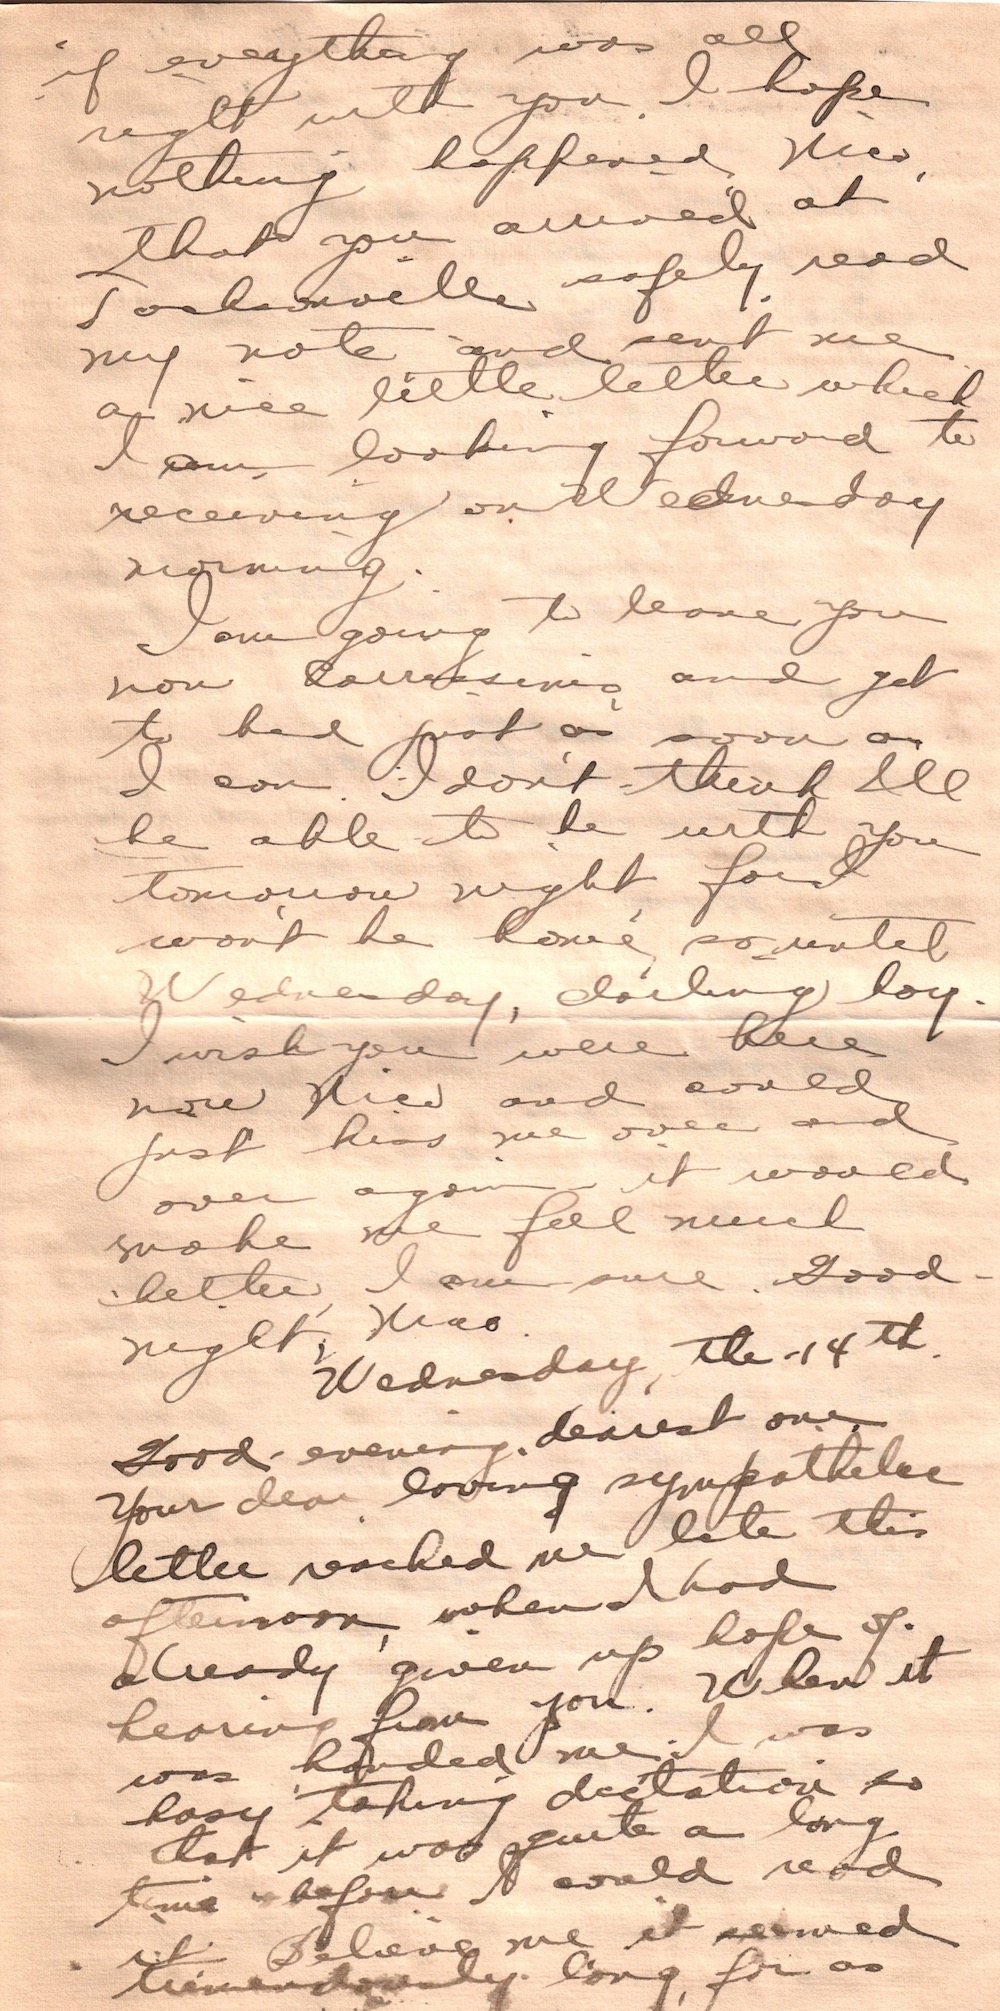 if everything was all
right with you. I hope
nothing happened, Nico,
that you arrived at
Jacksonville safely, read
my note and sent me
a nice little letter which
I am looking forward to
receiving on Wednesday
morning.
I am going to leave you
now and get
to bed just as soon as
I can. I don't think I'll
be able to be with you
tomorrow night, for I
won't be home, so until
Wednesday, darling boy.
I wish you were here
now Nico and could
just kiss me over and
over again it would
make me feel much
better, I am sure. Good-
night, Nico.
Wednesday, the 14th.
Good-evening, dearest one,
Your dear loving sympathetic
letter reached me late this
afternoon, when I had
already given up hope of
hearing from you. When it
was handed me I was
busy taking dictation so
that it was quite a long
time before I could read
it. Believe me it seemed
tremendously long, for as